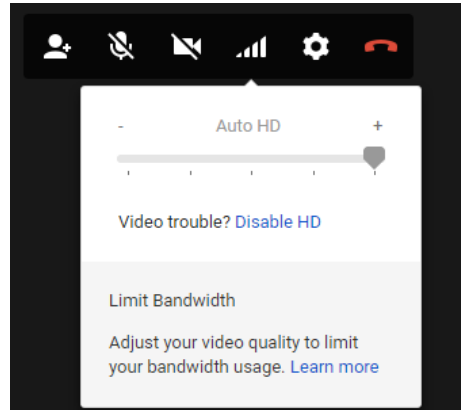 - Auto HD +
Video trouble? Disable HD
Limit Bandwidth
Adjust your video quality to limit
your bandwidth usage. Learn more